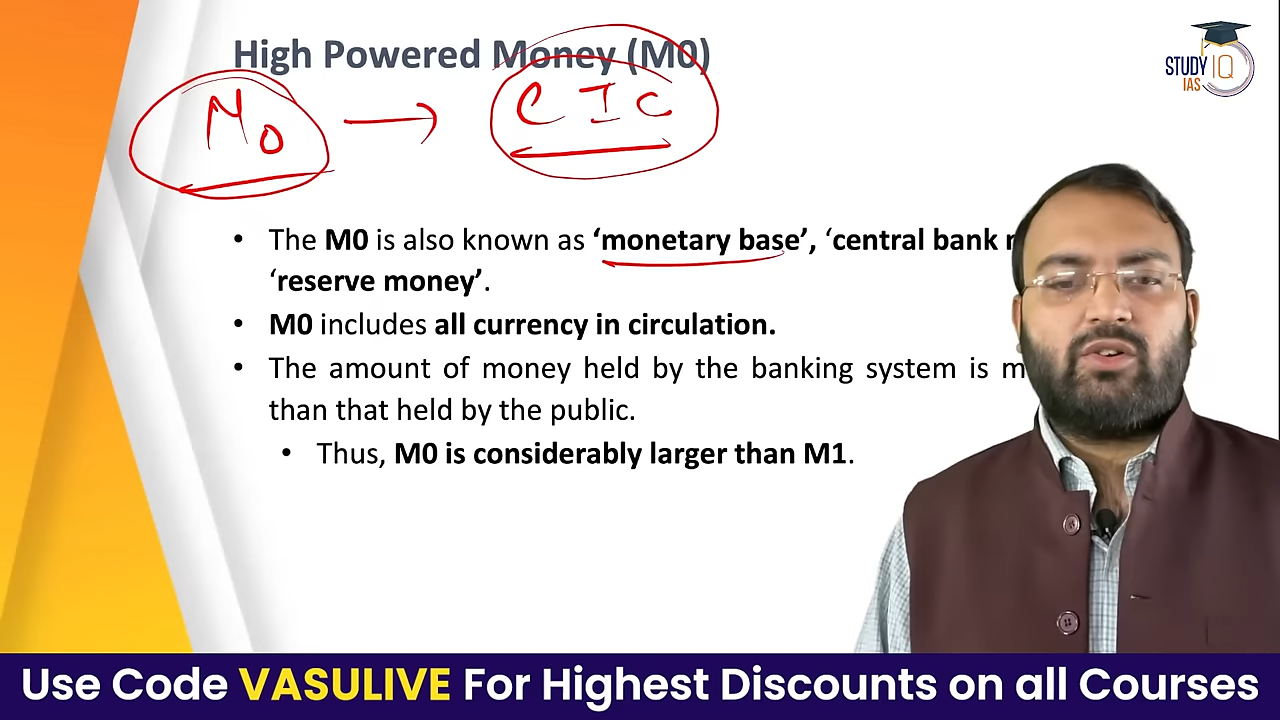 High Powered Money (M0)
STUDY IQ
IAS
M0 → CIC
• The M0 is also known as ‘monetary base’, ‘central bank
‘reserve money’.
• M0 includes all currency in circulation.
• The amount of money held by the banking system is
than that held by the public.
• Thus, M0 is considerably larger than M1.
Use Code VASULIVE For Highest Discounts on all Courses